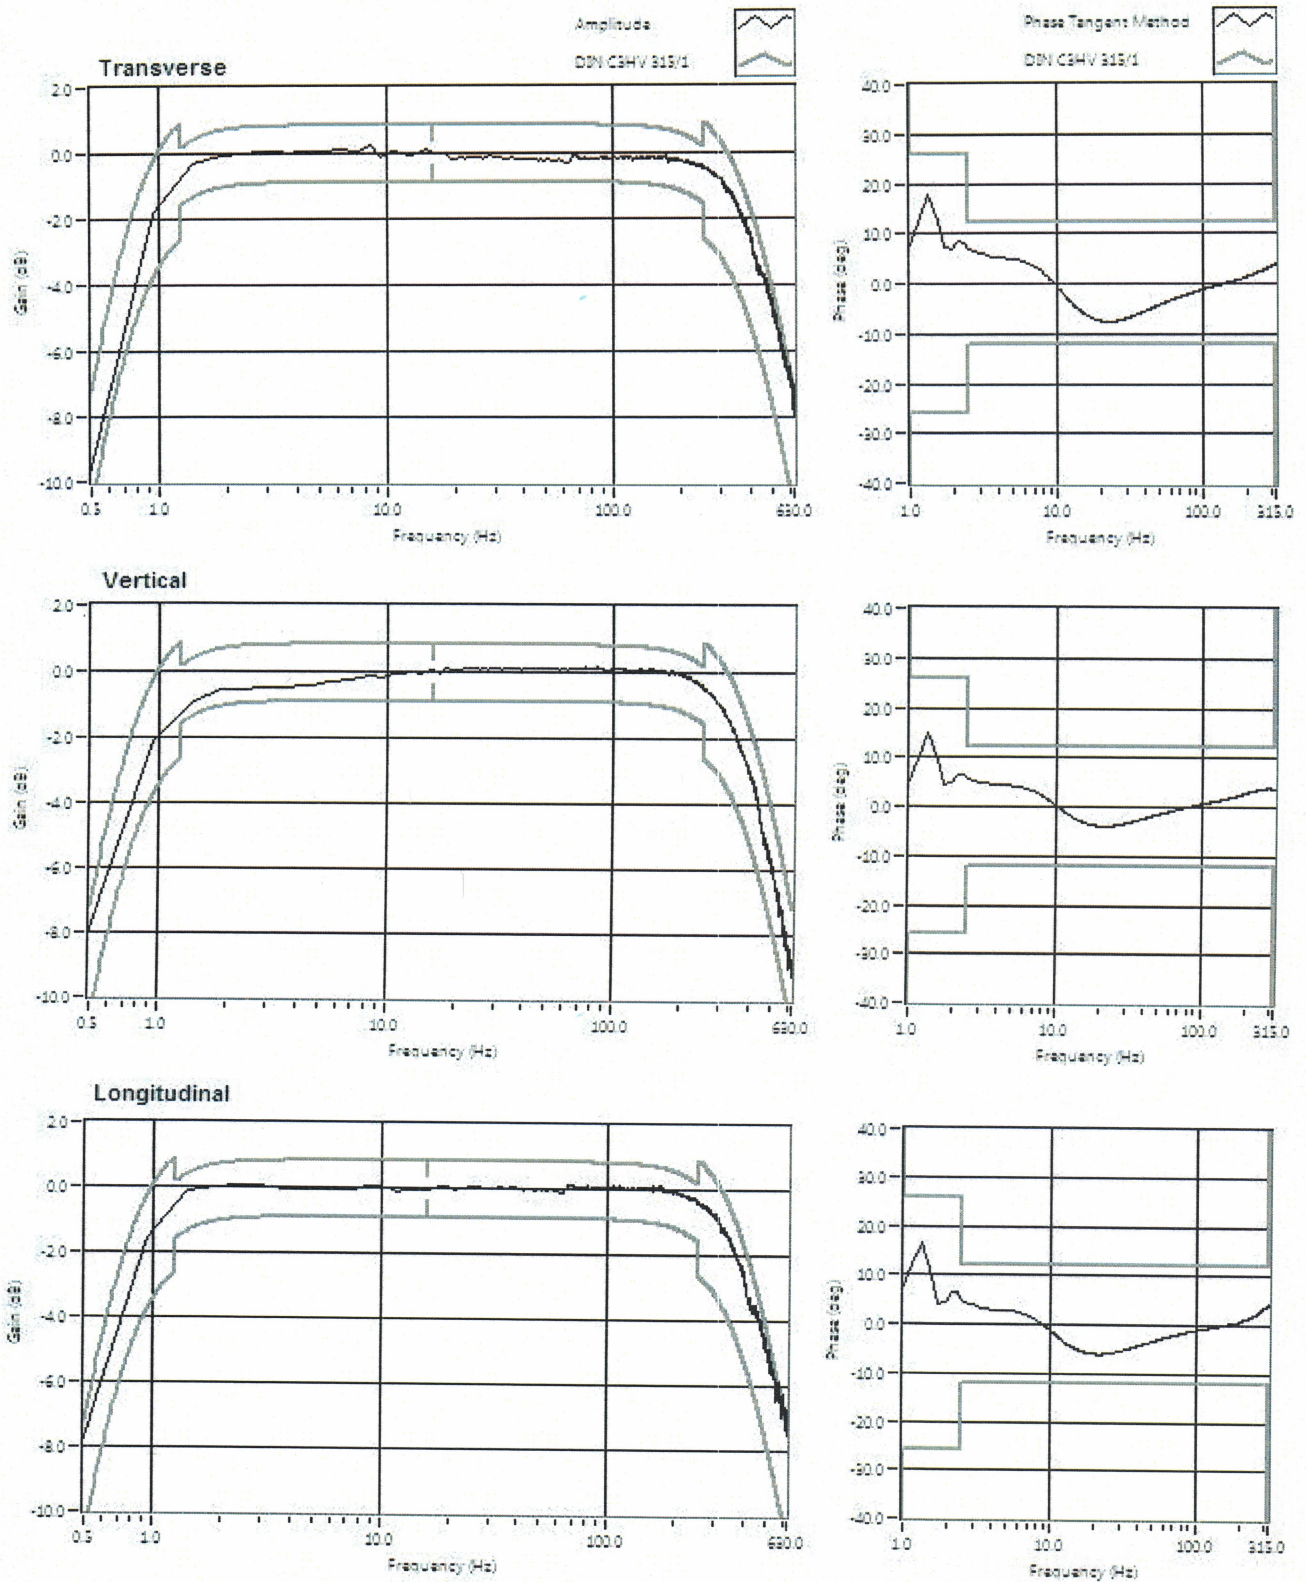 Amplitude
DIN C3HV 315/1
Phase Tangent Method
DIN C3HV 315/1
Transverse
2.0
0.0
-2.0
-4.0
-6.0
-8.0
-10.0
Gain (dB)
0.5 1.0 10.0 100.0 630.0
Frequency (Hz)
40.0
30.0
20.0
10.0
0.0
-10.0
-20.0
-30.0
-40.0
Phase (deg)
1.0 10.0 100.0 315.0
Frequency (Hz)
Vertical
2.0
0.0
-2.0
-4.0
-6.0
-8.0
-10.0
Gain (dB)
0.5 1.0 10.0 100.0 630.0
Frequency (Hz)
40.0
30.0
20.0
10.0
0.0
-10.0
-20.0
-30.0
-40.0
Phase (deg)
1.0 10.0 100.0 315.0
Frequency (Hz)
Longitudinal
2.0
0.0
-2.0
-4.0
-6.0
-8.0
-10.0
Gain (dB)
0.5 1.0 10.0 100.0 630.0
Frequency (Hz)
40.0
30.0
20.0
10.0
0.0
-10.0
-20.0
-30.0
-40.0
Phase (deg)
1.0 10.0 100.0 315.0
Frequency (Hz)